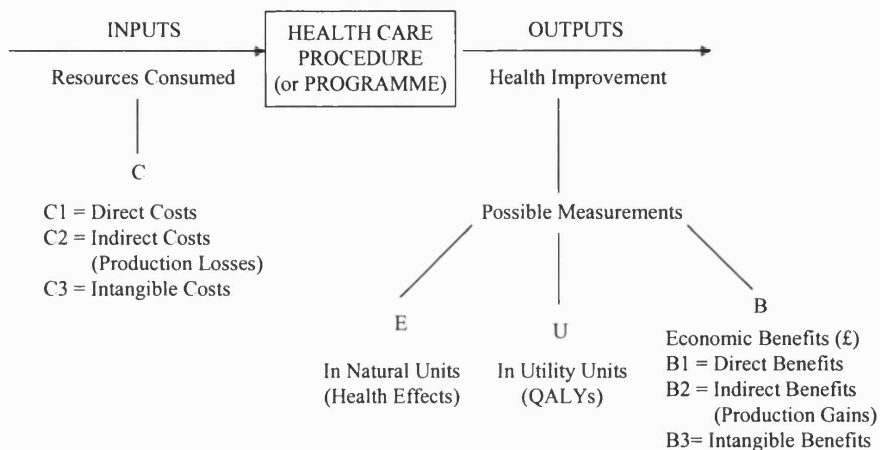 INPUTS
HEALTH CARE
PROCEDURE
(or PROGRAMME)
OUTPUTS
Resources Consumed
Health Improvement
C
C1 = Direct Costs
C2 = Indirect Costs
(Production Losses)
C3 = Intangible Costs
Possible Measurements
E
In Natural Units
(Health Effects)
U
In Utility Units
(QALYs)
B
Economic Benefits (£)
B1 = Direct Benefits
B2 = Indirect Benefits
(Production Gains)
B3= Intangible Benefits